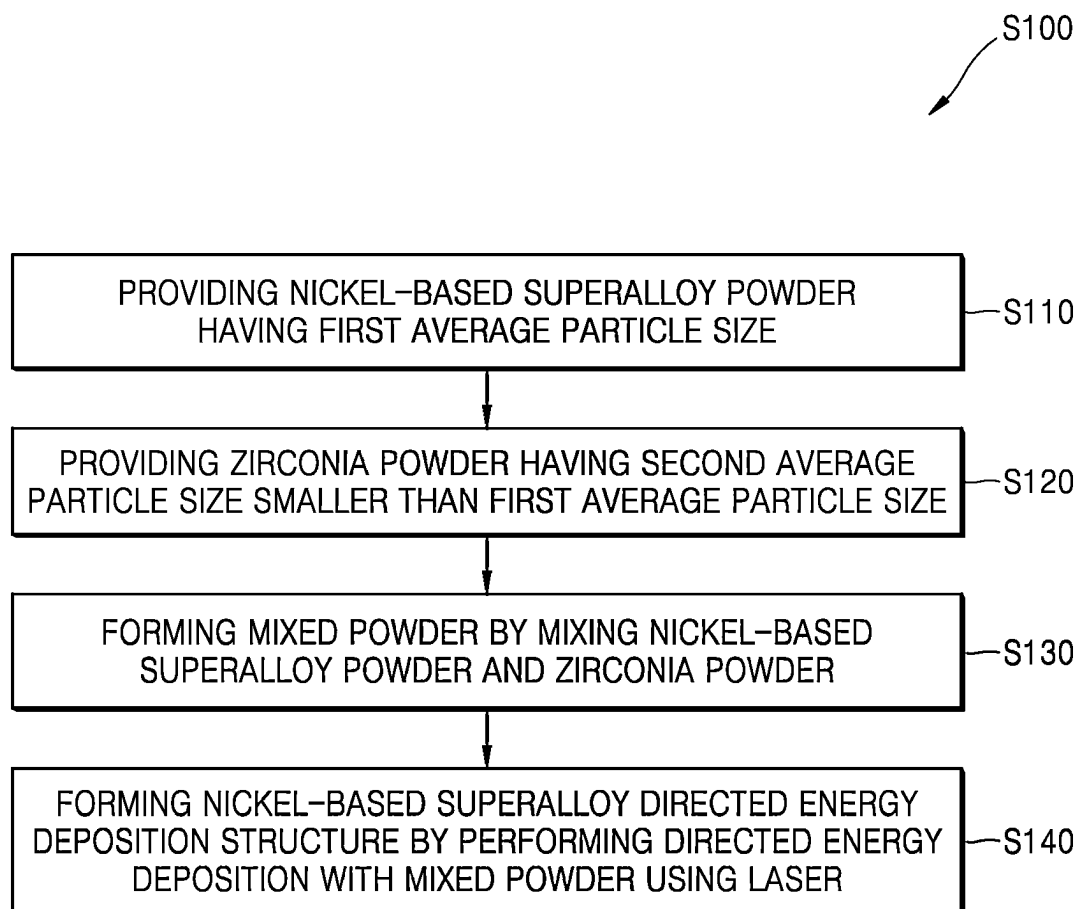 S100
PROVIDING NICKEL-BASED SUPERALLOY POWDER
HAVING FIRST AVERAGE PARTICLE SIZE
S110
PROVIDING ZIRCONIA POWDER HAVING SECOND AVERAGE
PARTICLE SIZE SMALLER THAN FIRST AVERAGE PARTICLE SIZE
S120
FORMING MIXED POWDER BY MIXING NICKEL-BASED
SUPERALLOY POWDER AND ZIRCONIA POWDER
S130
FORMING NICKEL-BASED SUPERALLOY DIRECTED ENERGY
DEPOSITION STRUCTURE BY PERFORMING DIRECTED ENERGY
DEPOSITION WITH MIXED POWDER USING LASER
S140